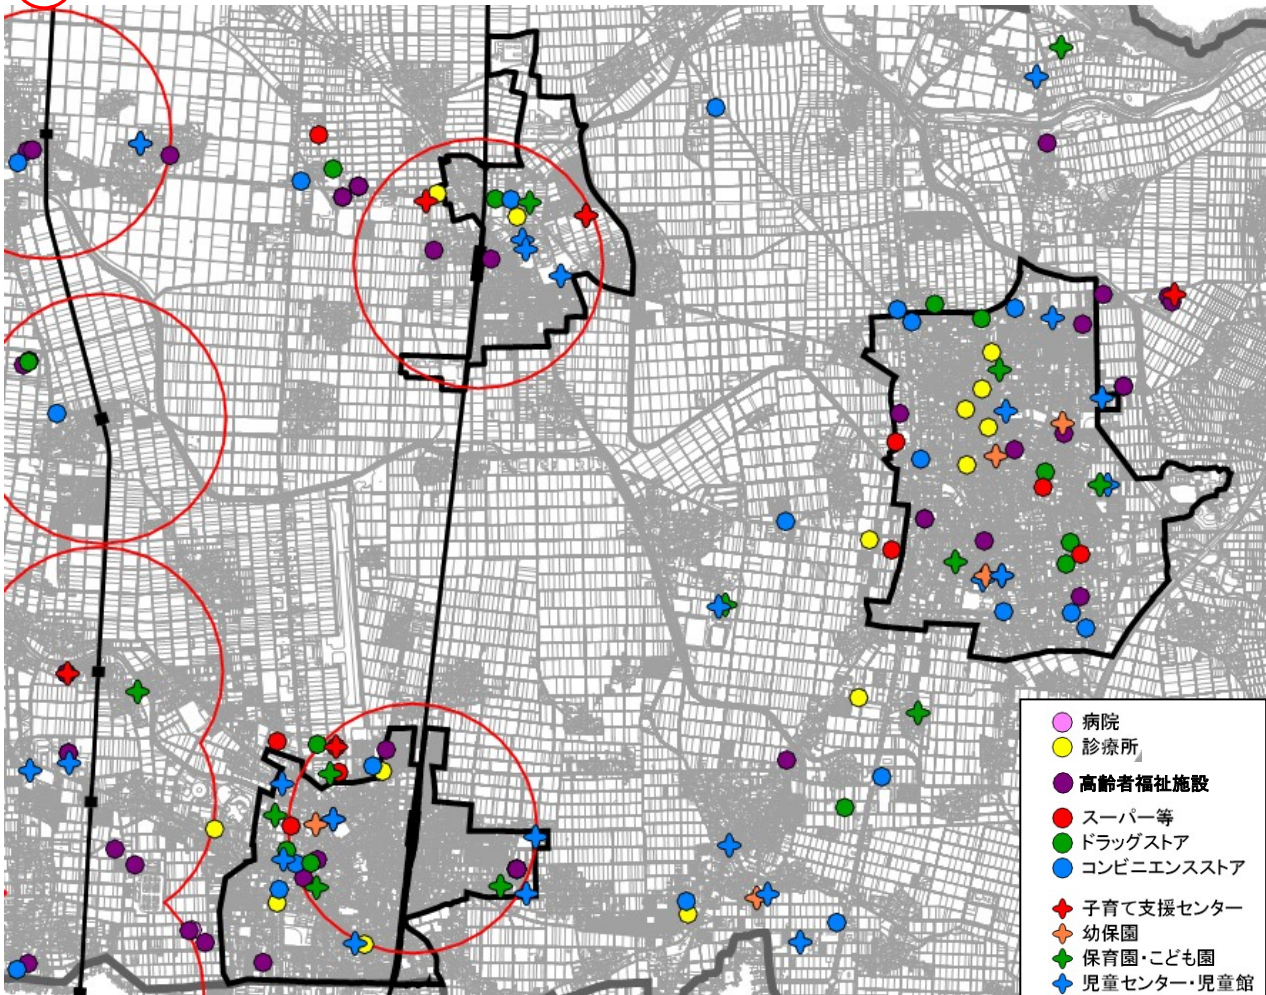 病院
診療所
高齢者福祉施設
スーパー等
ドラッグストア
コンビニエンスストア
子育て支援センター
幼保園
保育園・こども園
児童センター・児童館